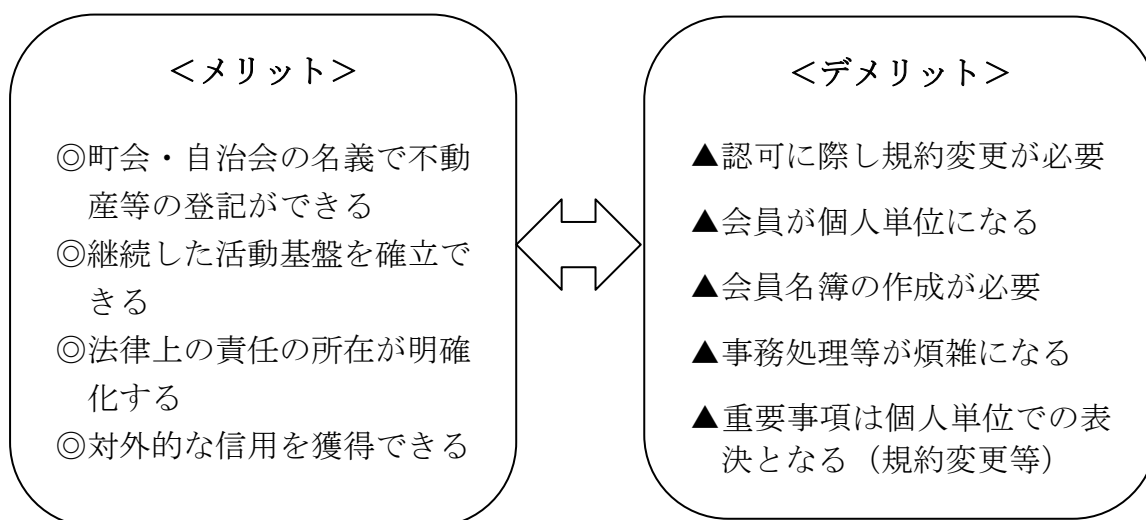 ＜メリット＞
◎町会・自治会の名義で不動
産等の登記ができる
◎継続した活動基盤を確立で
きる
◎法律上の責任の所在が明確
化する
◎対外的な信用を獲得できる
＜デメリット＞
▲認可に際し規約変更が必要
▲会員が個人単位になる
▲会員名簿の作成が必要
▲事務処理等が煩雑になる
▲重要事項は個人単位での表
決となる（規約変更等）